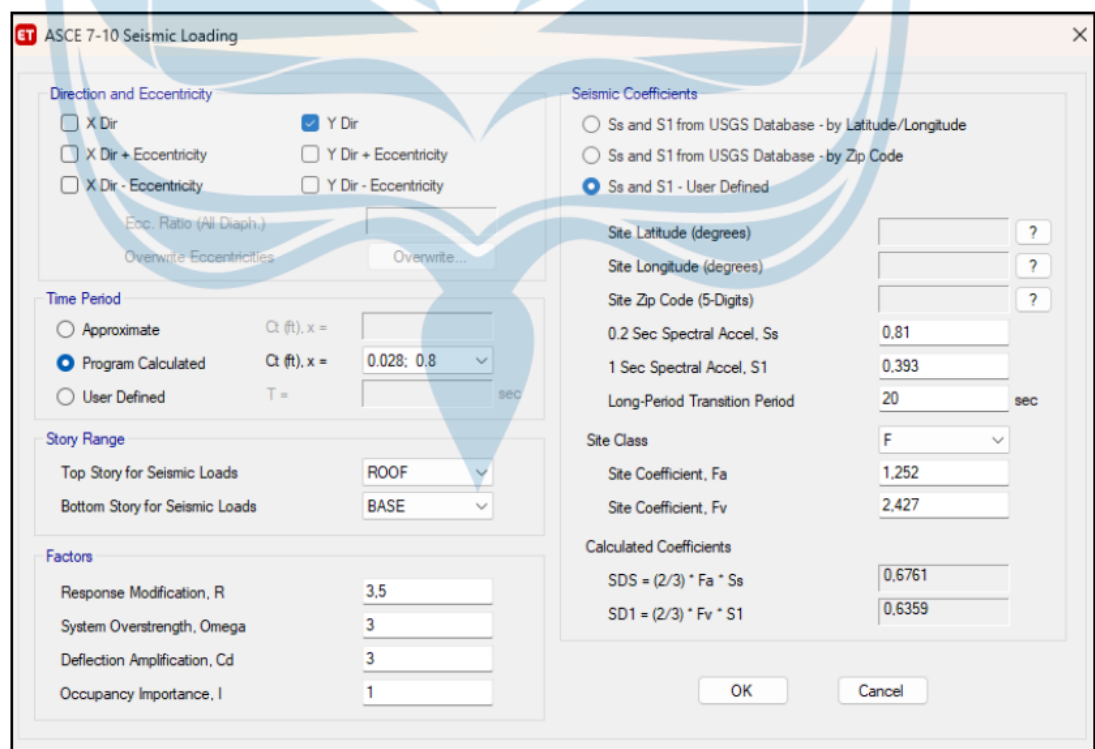 ET ASCE 7-10 Seismic Loading
Direction and Eccentricity
X Dir
Y Dir
X Dir + Eccentricity
Y Dir + Eccentricity
X Dir - Eccentricity
Y Dir - Eccentricity
Ecc. Ratio (All Diaph.)
Overwrite Eccentricities
Overwrite...
Time Period
Approximate
Ct (ft), x =
Program Calculated
Ct (ft), x =
0.028; 0.8
User Defined
T =
sec
Story Range
Top Story for Seismic Loads
ROOF
Bottom Story for Seismic Loads
BASE
Factors
Response Modification, R
3,5
System Overstrength, Omega
3
Deflection Amplification, Cd
3
Occupancy Importance, I
1
Seismic Coefficients
Ss and S1 from USGS Database - by Latitude/Longitude
Ss and S1 from USGS Database - by Zip Code
Ss and S1 - User Defined
Site Latitude (degrees)
?
Site Longitude (degrees)
?
Site Zip Code (5-Digits)
?
0.2 Sec Spectral Accel, Ss
0,81
1 Sec Spectral Accel, S1
0,393
Long-Period Transition Period
20
sec
Site Class
F
Site Coefficient, Fa
1,252
Site Coefficient, Fv
2,427
Calculated Coefficients
SDS = (2/3) * Fa * Ss
0,6761
SD1 = (2/3) * Fv * S1
0,6359
OK
Cancel